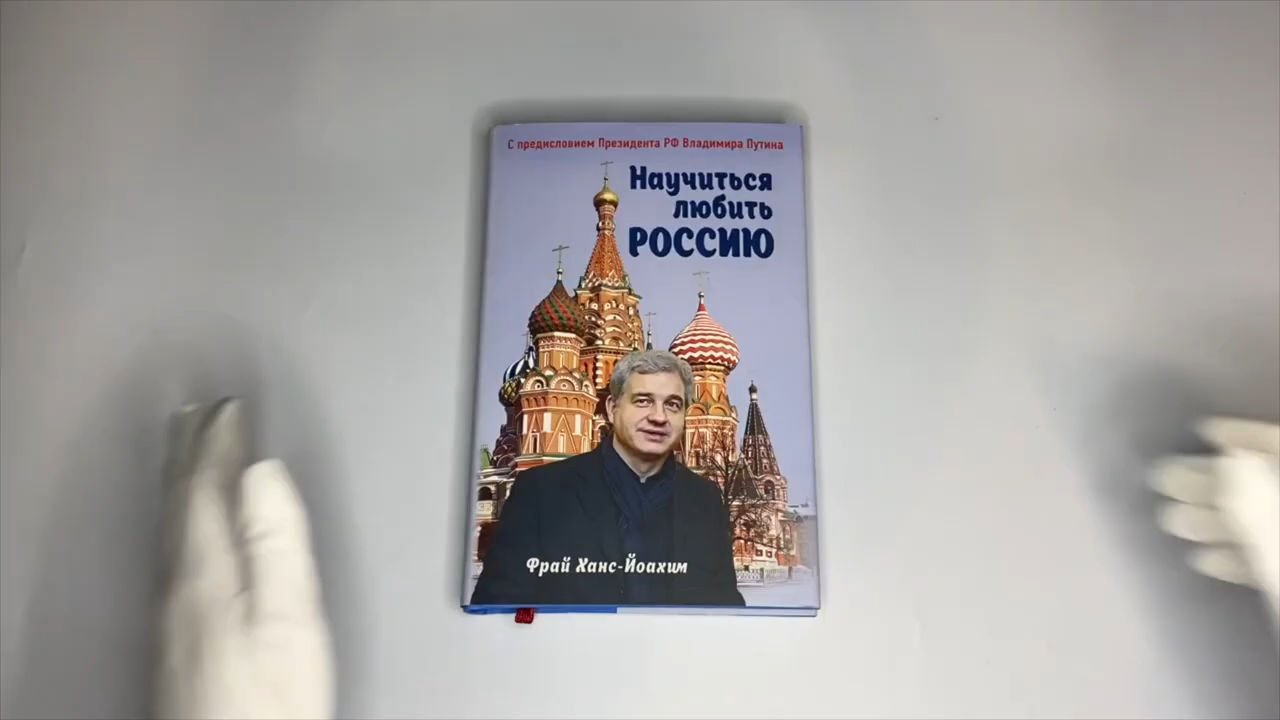 С предисловием Президента РФ Владимира Путина
Научиться
любить
РОССИЮ
Фрай Ханс-Йоахим